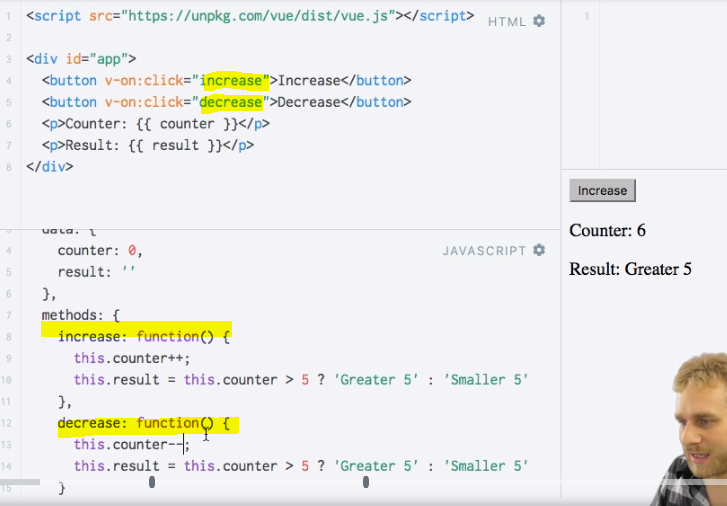 1 <script src="https://unpkg.com/vue/dist/vue.js"></script>
HTML
2
3 <div id="app">
4 <button v-on:click="increase">Increase</button>
5 <button v-on:click="decrease">Decrease</button>
6 <p>Counter: {{ counter }}</p>
7 <p>Result: {{ result }}</p>
8 </div>
data: {
JAVASCRIPT
4 counter: 0,
5 result: ''
6 },
7 methods: {
8 increase: function() {
9 this.counter++;
10 this.result = this.counter > 5 ? 'Greater 5' : 'Smaller 5'
11 },
12 decrease: function() {
13 this.counter--;
14 this.result = this.counter > 5 ? 'Greater 5' : 'Smaller 5'
15 }
1
Increase
Counter: 6
Result: Greater 5